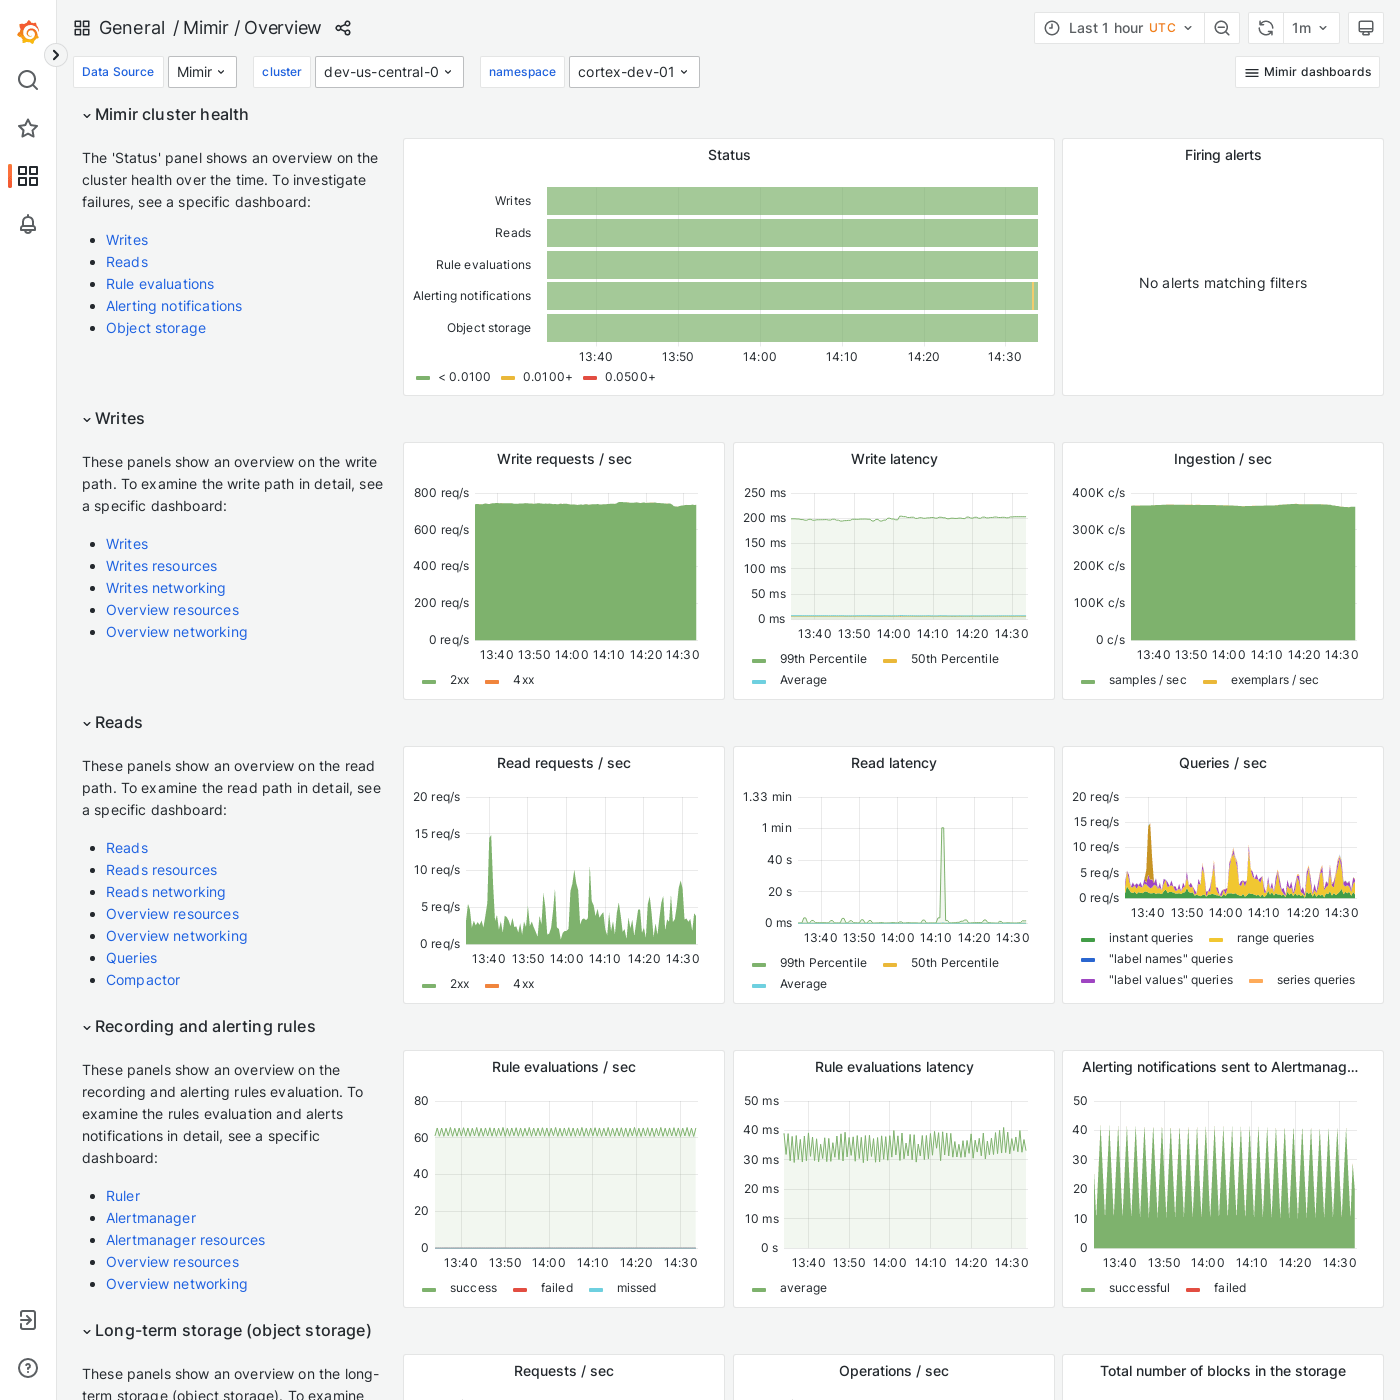 General / Mimir / Overview
Last 1 hour UTC
1m
Data Source Mimir
cluster dev-us-central-0
namespace cortex-dev-01
Mimir dashboards
Mimir cluster health
The 'Status' panel shows an overview on the
cluster health over the time. To investigate
failures, see a specific dashboard:
Writes
Reads
Rule evaluations
Alerting notifications
Object storage
Status
Writes
Reads
Rule evaluations
Alerting notifications
Object storage
13:40 13:50 14:00 14:10 14:20 14:30
< 0.0100 0.0100+ 0.0500+
Firing alerts
No alerts matching filters
Writes
These panels show an overview on the write
path. To examine the write path in detail, see
a specific dashboard:
Writes
Writes resources
Writes networking
Overview resources
Overview networking
Write requests / sec
800 req/s
600 req/s
400 req/s
200 req/s
0 req/s
13:40 13:50 14:00 14:10 14:20 14:30
2xx 4xx
Write latency
250 ms
200 ms
150 ms
100 ms
50 ms
0 ms
13:40 13:50 14:00 14:10 14:20 14:30
99th Percentile 50th Percentile
Average
Ingestion / sec
400K c/s
300K c/s
200K c/s
100K c/s
0 c/s
13:40 13:50 14:00 14:10 14:20 14:30
samples / sec exemplars / sec
Reads
These panels show an overview on the read
path. To examine the read path in detail, see
a specific dashboard:
Reads
Reads resources
Reads networking
Overview resources
Overview networking
Queries
Compactor
Read requests / sec
20 req/s
15 req/s
10 req/s
5 req/s
0 req/s
13:40 13:50 14:00 14:10 14:20 14:30
2xx 4xx
Read latency
1.33 min
1 min
40 s
20 s
0 ms
13:40 13:50 14:00 14:10 14:20 14:30
99th Percentile 50th Percentile
Average
Queries / sec
20 req/s
15 req/s
10 req/s
5 req/s
0 req/s
13:40 13:50 14:00 14:10 14:20 14:30
instant queries range queries
"label names" queries
"label values" queries series queries
Recording and alerting rules
These panels show an overview on the
recording and alerting rules evaluation. To
examine the rules evaluation and alerts
notifications in detail, see a specific
dashboard:
Ruler
Alertmanager
Alertmanager resources
Overview resources
Overview networking
Rule evaluations / sec
80
60
40
20
0
13:40 13:50 14:00 14:10 14:20 14:30
success failed missed
Rule evaluations latency
50 ms
40 ms
30 ms
20 ms
10 ms
0 s
13:40 13:50 14:00 14:10 14:20 14:30
average
Alerting notifications sent to Alertmanag...
50
40
30
20
10
0
13:40 13:50 14:00 14:10 14:20 14:30
successful failed
Long-term storage (object storage)
These panels show an overview on the long-
term storage (object storage). To examine
Requests / sec
Operations / sec
Total number of blocks in the storage